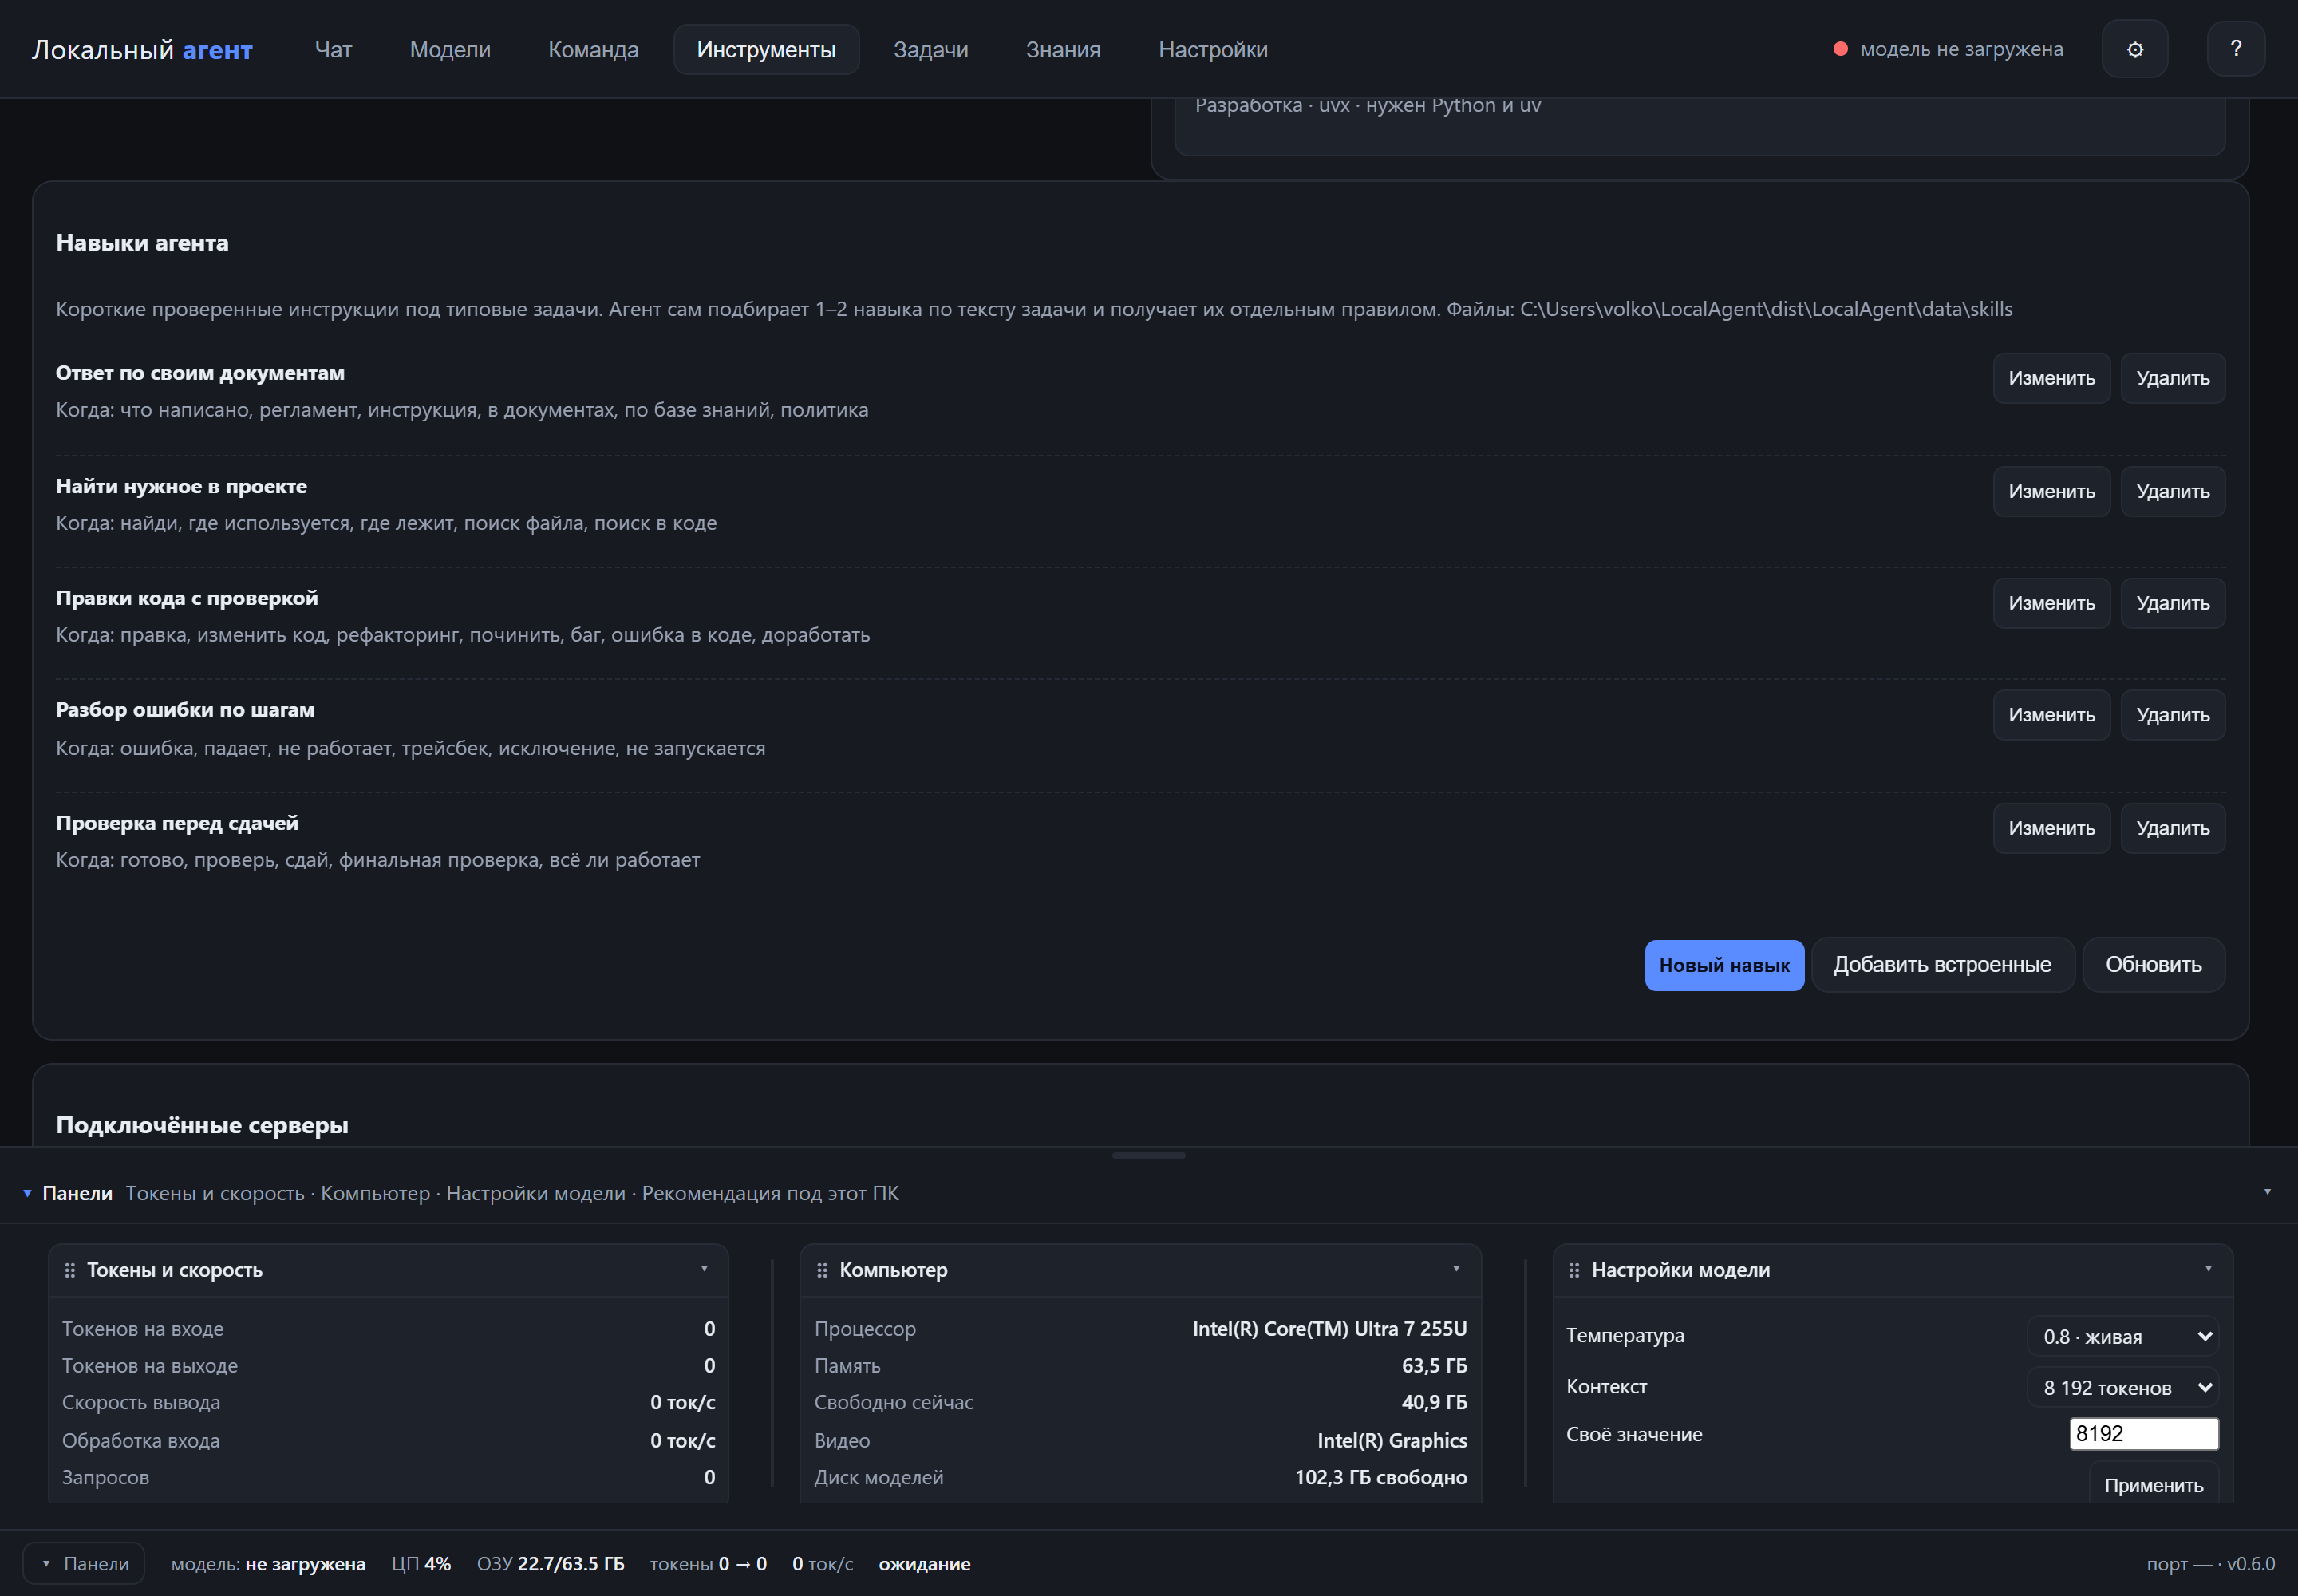 Локальный агент Чат Модели Команда Инструменты Задачи Знания Настройки модель не загружена ?
Разработка · uvx · нужен Python и uv
Навыки агента
Короткие проверенные инструкции под типовые задачи. Агент сам подбирает 1–2 навыка по тексту задачи и получает их отдельным правилом. Файлы: C:\Users\volko\LocalAgent\dist\LocalAgent\data\skills
Ответ по своим документам
Изменить Удалить
Когда: что написано, регламент, инструкция, в документах, по базе знаний, политика
Найти нужное в проекте
Изменить Удалить
Когда: найди, где используется, где лежит, поиск файла, поиск в коде
Правки кода с проверкой
Изменить Удалить
Когда: правка, изменить код, рефакторинг, починить, баг, ошибка в коде, доработать
Разбор ошибки по шагам
Изменить Удалить
Когда: ошибка, падает, не работает, трейсбек, исключение, не запускается
Проверка перед сдачей
Изменить Удалить
Когда: готово, проверь, сдай, финальная проверка, всё ли работает
Новый навык Добавить встроенные Обновить
Подключённые серверы
Панели Токены и скорость · Компьютер · Настройки модели · Рекомендация под этот ПК
Токены и скорость
Токенов на входе 0
Токенов на выходе 0
Скорость вывода 0 ток/с
Обработка входа 0 ток/с
Запросов 0
Компьютер
Процессор Intel(R) Core(TM) Ultra 7 255U
Память 63,5 ГБ
Свободно сейчас 40,9 ГБ
Видео Intel(R) Graphics
Диск моделей 102,3 ГБ свободно
Настройки модели
Температура 0.8 · живая
Контекст 8 192 токенов
Своё значение 8192
Применить
Панели модель: не загружена ЦП 4% ОЗУ 22.7/63.5 ГБ токены 0 → 0 0 ток/с ожидание порт — · v0.6.0